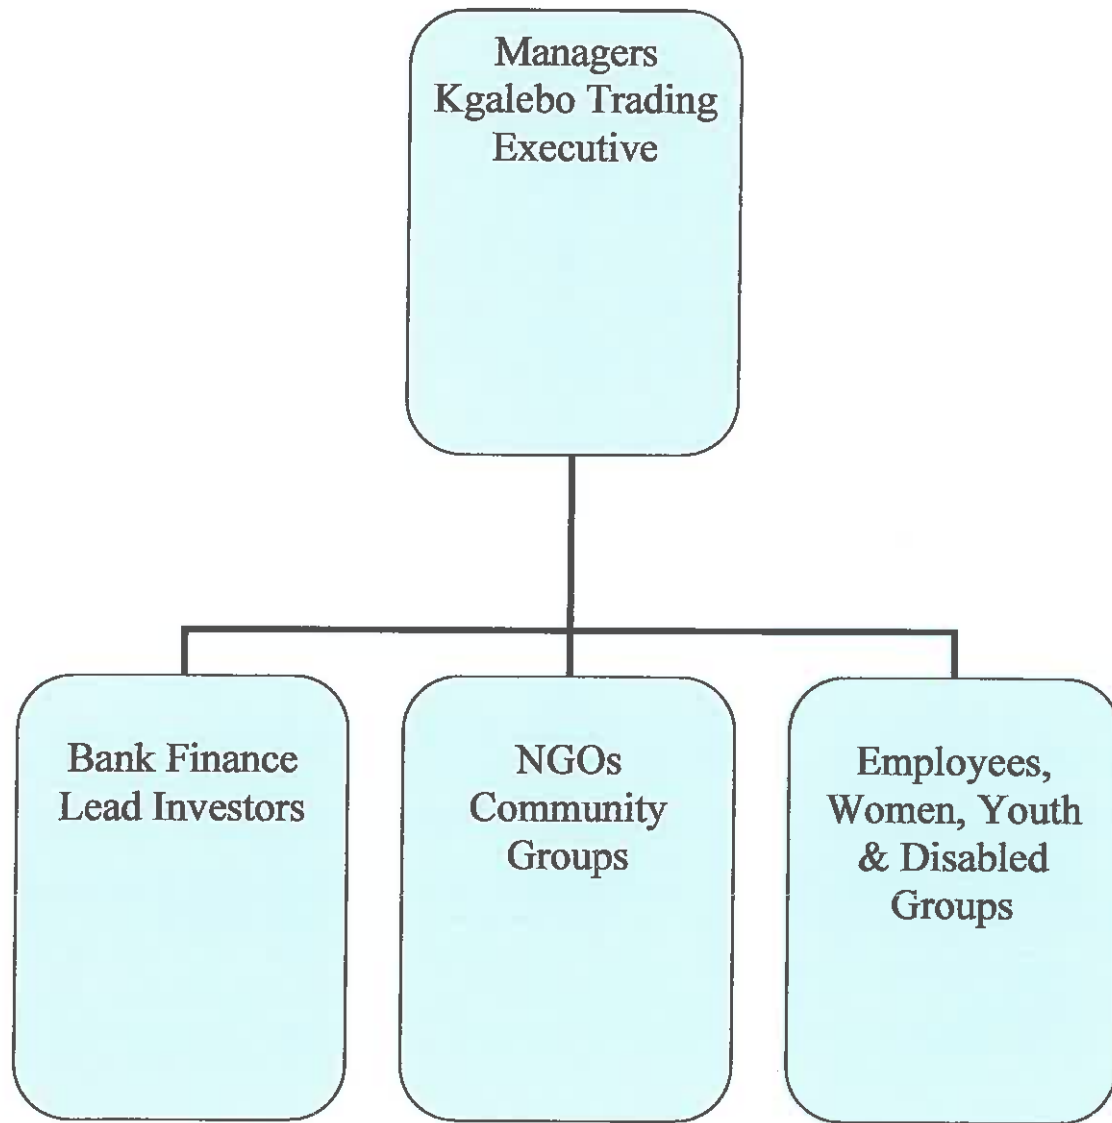 Managers
Kgalebo Trading
Executive
Bank Finance
Lead Investors
NGOs
Community
Groups
Employees,
Women, Youth
& Disabled
Groups